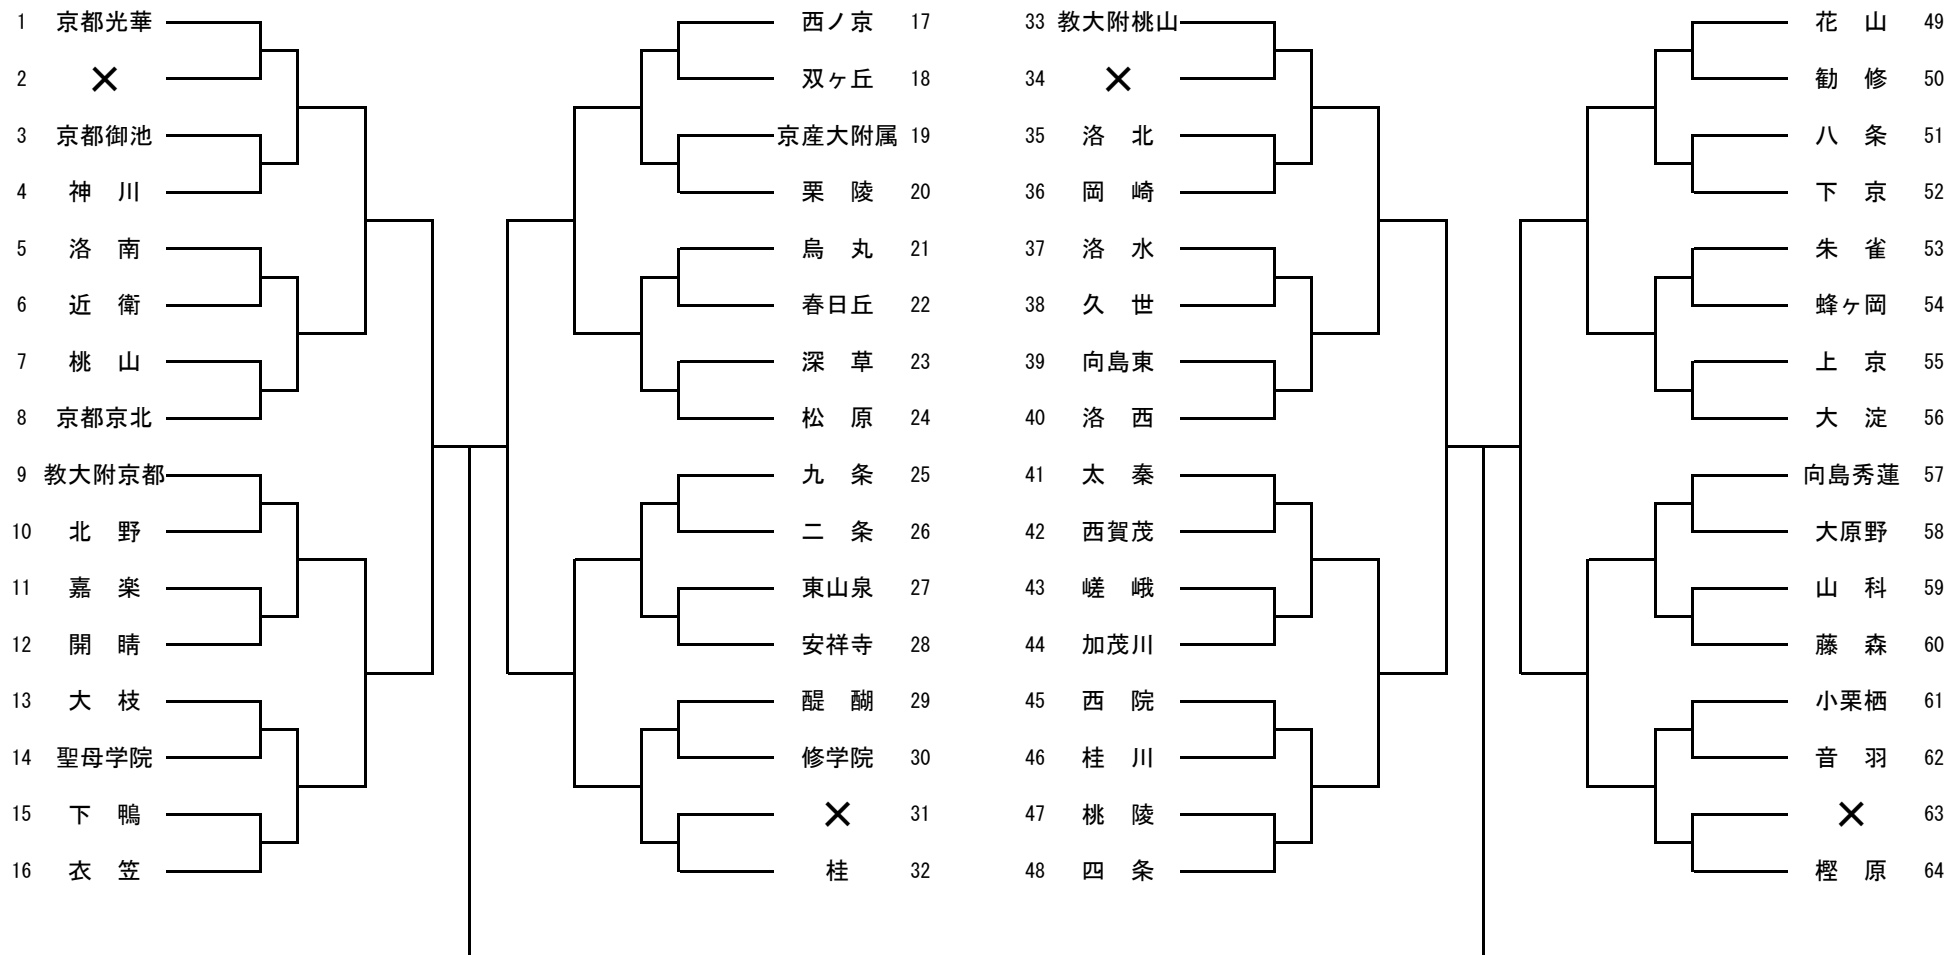 1 京都光華
2 ×
3 京都御池
4 神 川
5 洛 南
6 近 衛
7 桃 山
8 京都京北
9 教大附京都
10 北 野
11 嘉 楽
12 開 睛
13 大 枝
14 聖母学院
15 下 鴨
16 衣 笠
西ノ京 17
双ヶ丘 18
京産大附属 19
栗 陵 20
烏 丸 21
春日丘 22
深 草 23
松 原 24
九 条 25
二 条 26
東山泉 27
安祥寺 28
醍 醐 29
修学院 30
× 31
桂 32
33 教大附桃山
34 ×
35 洛 北
36 岡 崎
37 洛 水
38 久 世
39 向島東
40 洛 西
41 太 秦
42 西賀茂
43 嵯 峨
44 加茂川
45 西 院
46 桂 川
47 桃 陵
48 四 条
花 山 49
勧 修 50
八 条 51
下 京 52
朱 雀 53
蜂ヶ岡 54
上 京 55
大 淀 56
向島秀蓮 57
大原野 58
山 科 59
藤 森 60
小栗栖 61
音 羽 62
× 63
樫 原 64